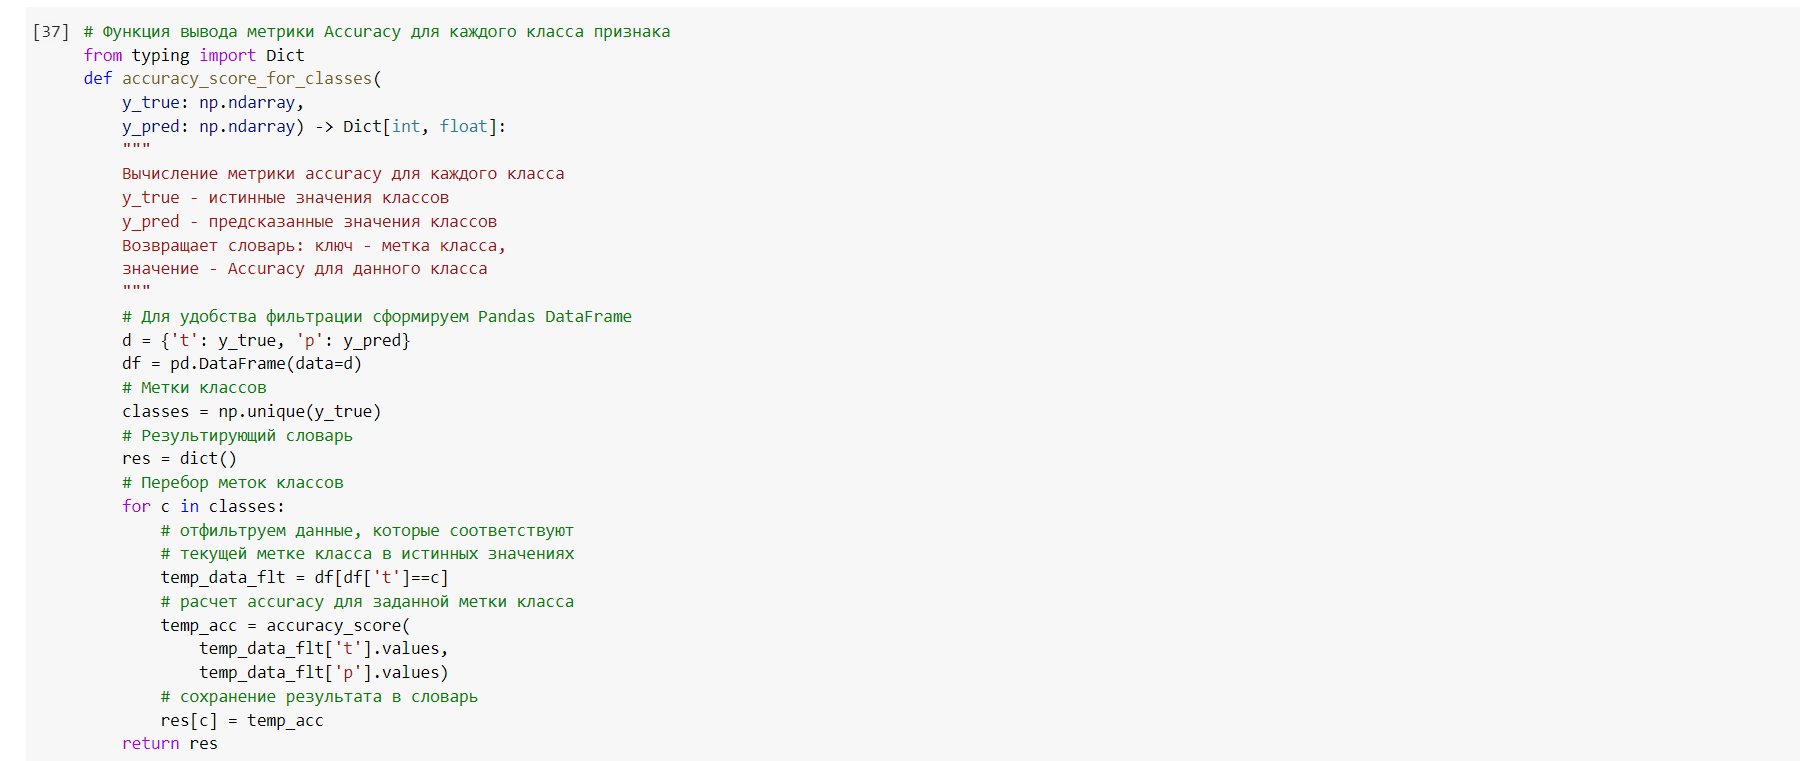 [37] # Функция вывода метрики Accuracy для каждого класса признака
from typing import Dict
def accuracy_score_for_classes(
    y_true: np.ndarray,
    y_pred: np.ndarray) -> Dict[int, float]:
    """
    Вычисление метрики accuracy для каждого класса
    y_true - истинные значения классов
    y_pred - предсказанные значения классов
    Возвращает словарь: ключ - метка класса,
    значение - Accuracy для данного класса
    """
    # Для удобства фильтрации сформируем Pandas DataFrame
    d = {'t': y_true, 'p': y_pred}
    df = pd.DataFrame(data=d)
    # Метки классов
    classes = np.unique(y_true)
    # Результирующий словарь
    res = dict()
    # Перебор меток классов
    for c in classes:
        # отфильтруем данные, которые соответствуют
        # текущей метке класса в истинных значениях
        temp_data_flt = df[df['t']==c]
        # расчет accuracy для заданной метки класса
        temp_acc = accuracy_score(
            temp_data_flt['t'].values,
            temp_data_flt['p'].values)
        # сохранение результата в словарь
        res[c] = temp_acc
    return res